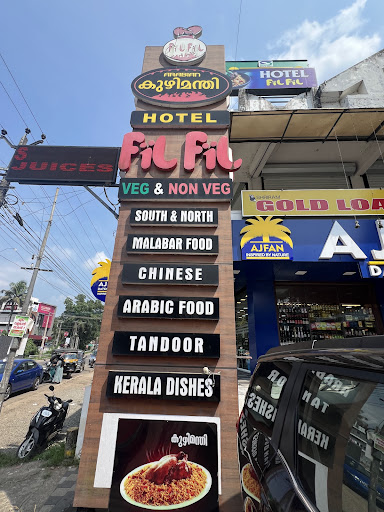 FIL FIL
ARABIAN
കുഴിമന്തി
HOTEL
FIL FIL
VEG & NON VEG
SOUTH & NORTH
MALABAR FOOD
CHINESE
ARABIC FOOD
TANDOOR
KERALA DISHES
കുഴിമന്തി
JUICES
HOTEL
FIL FIL
GOLD LOA
AJFAN
INSPIRED BY NATURE
AJ
AJFAN